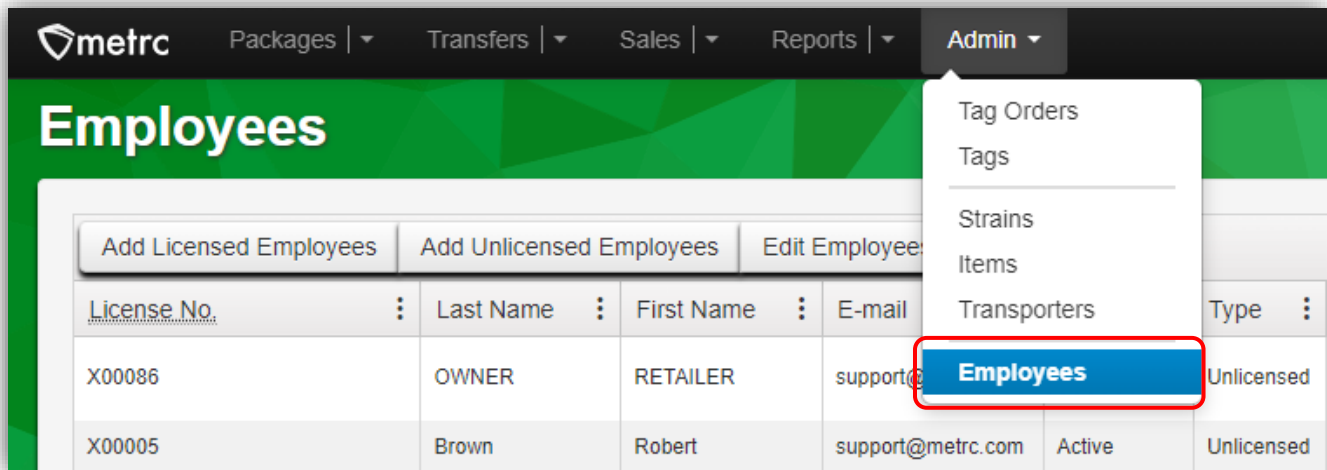 metrc Packages | Transfers | Sales | Reports | Admin
Employees
Tag Orders
Tags
Strains
Items
Transporters
Employees
Add Licensed Employees Add Unlicensed Employees Edit Employee
License No. Last Name First Name E-mail Type
X00086 OWNER RETAILER support@ Unlicensed
X00005 Brown Robert support@metrc.com Active Unlicensed